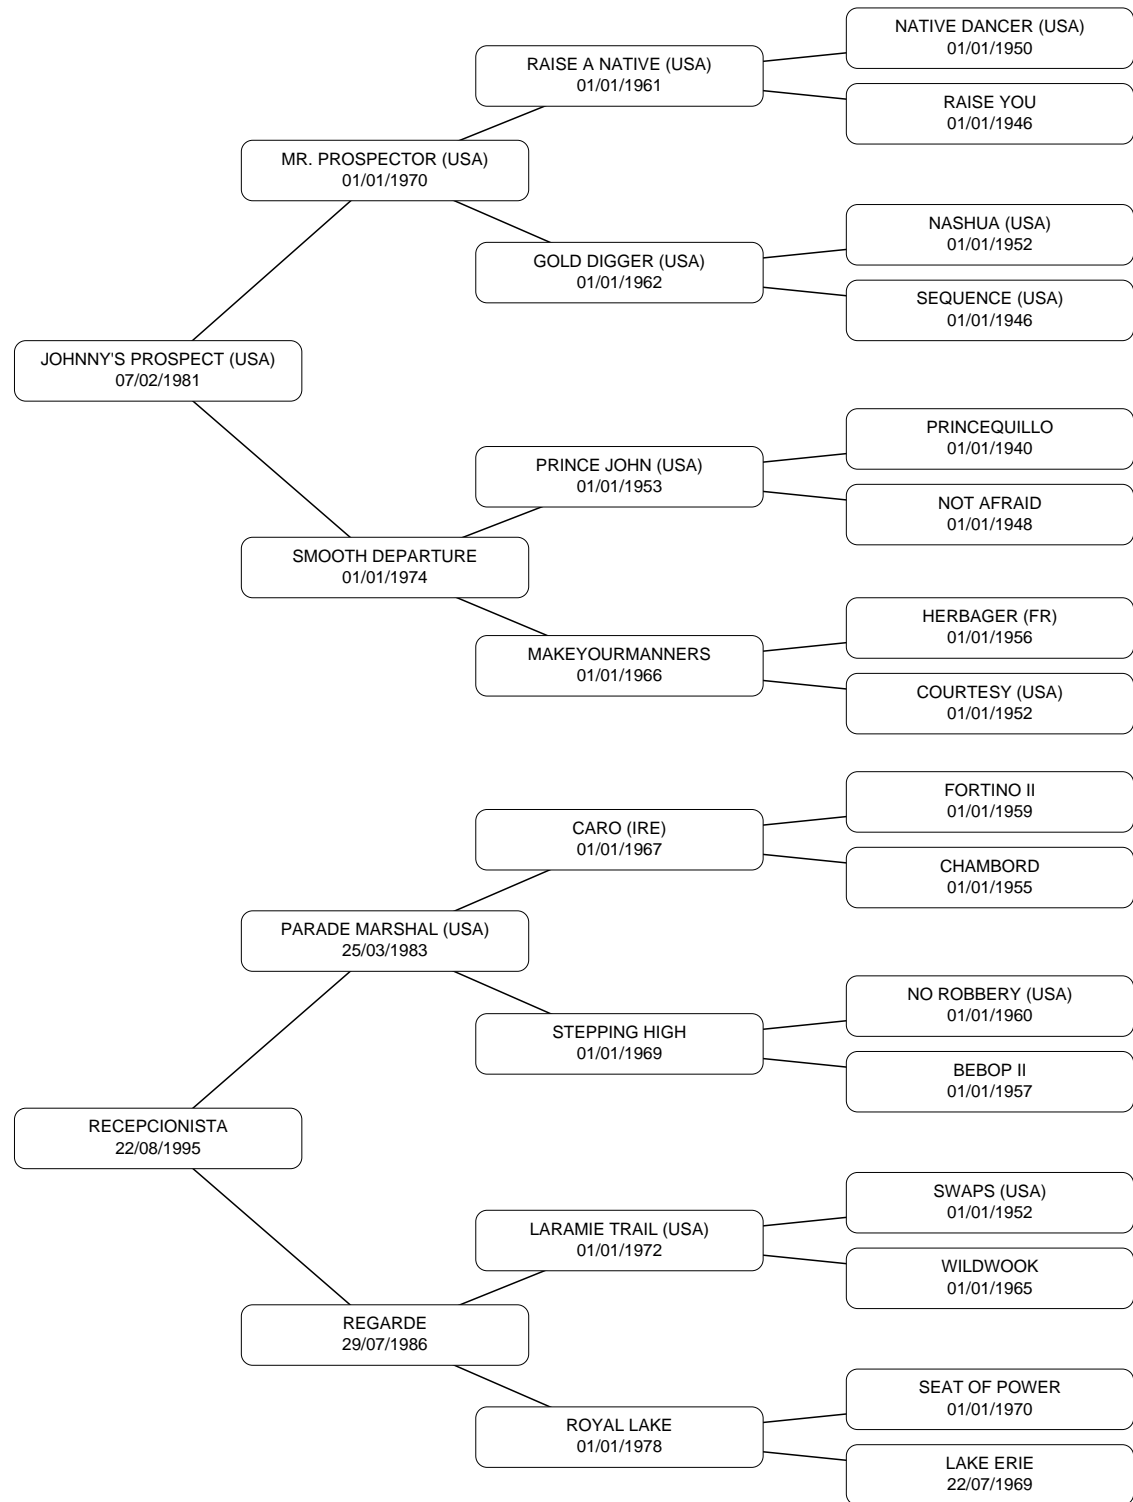 NATIVE DANCER (USA)
01/01/1950
RAISE A NATIVE (USA)
01/01/1961
RAISE YOU
01/01/1946
MR. PROSPECTOR (USA)
01/01/1970
NASHUA (USA)
01/01/1952
GOLD DIGGER (USA)
01/01/1962
SEQUENCE (USA)
01/01/1946
JOHNNY'S PROSPECT (USA)
07/02/1981
PRINCEQUILLO
01/01/1940
PRINCE JOHN (USA)
01/01/1953
NOT AFRAID
01/01/1948
SMOOTH DEPARTURE
01/01/1974
HERBAGER (FR)
01/01/1956
MAKEYOURMANNERS
01/01/1966
COURTESY (USA)
01/01/1952
FORTINO II
01/01/1959
CARO (IRE)
01/01/1967
CHAMBORD
01/01/1955
PARADE MARSHAL (USA)
25/03/1983
NO ROBBERY (USA)
01/01/1960
STEPPING HIGH
01/01/1969
BEBOP II
01/01/1957
RECEPCIONISTA
22/08/1995
SWAPS (USA)
01/01/1952
LARAMIE TRAIL (USA)
01/01/1972
WILDWOOK
01/01/1965
REGARDE
29/07/1986
SEAT OF POWER
01/01/1970
ROYAL LAKE
01/01/1978
LAKE ERIE
22/07/1969